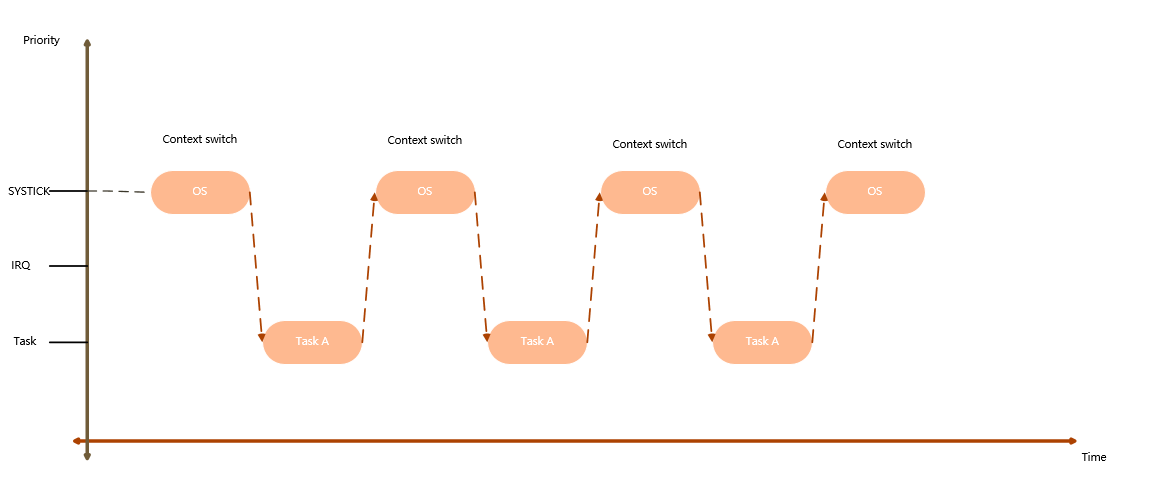 Priority
Context switch
Context switch
Context switch
Context switch
SYSTICK
OS
OS
OS
OS
IRQ
Task
Task A
Task A
Task A
Time